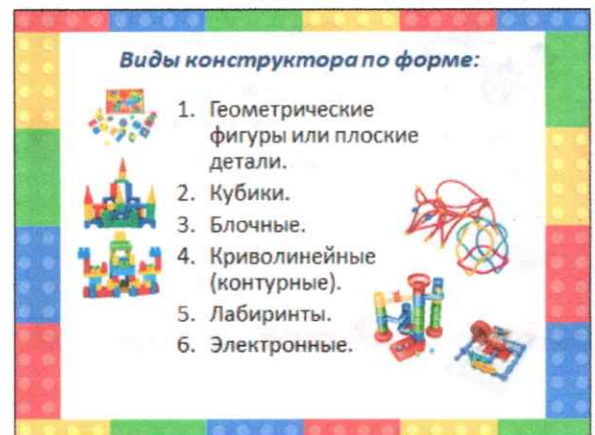 Виды конструктора по форме:
1. Геометрические
фигуры или плоские
детали.
2. Кубики.
3. Блочные.
4. Криволинейные
(контурные).
5. Лабиринты.
6. Электронные.